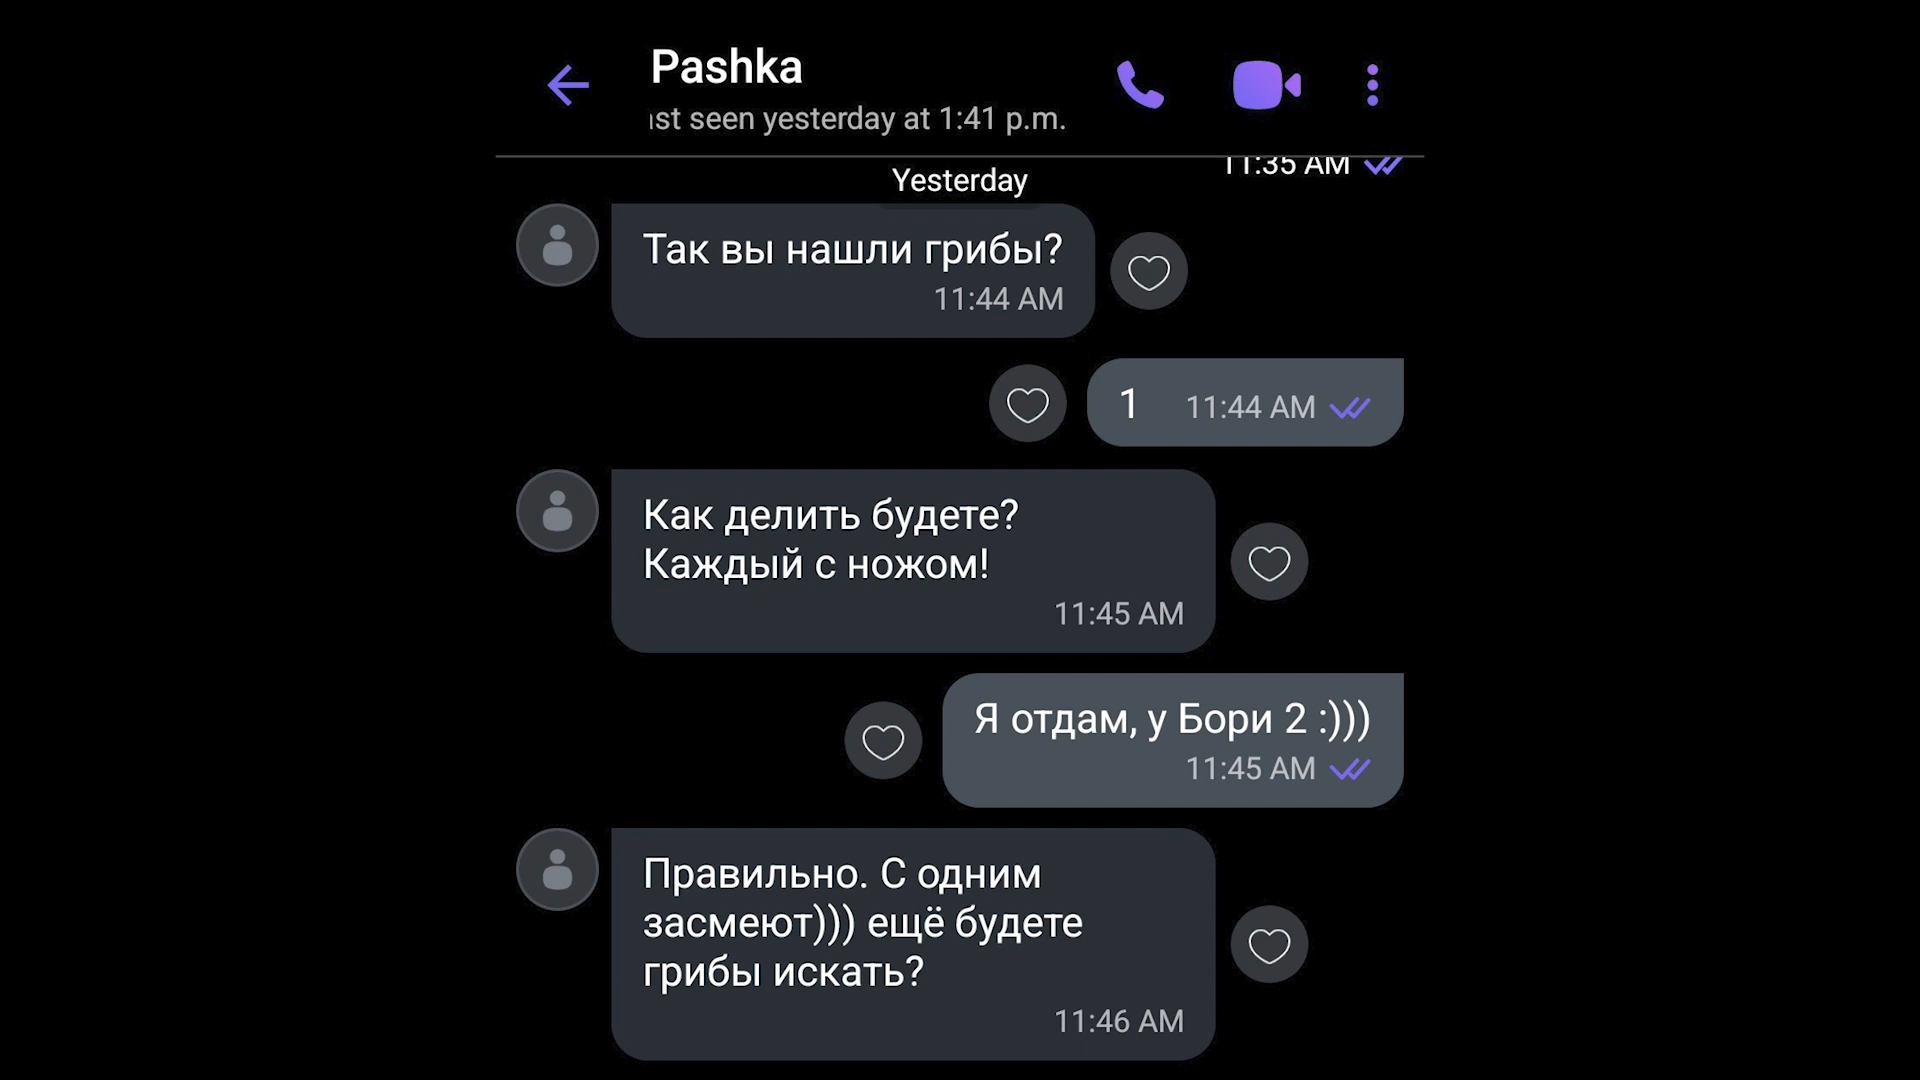 Pashka
ast seen yesterday at 1:41 p.m.
11:35 AM
Yesterday
Так вы нашли грибы?
11:44 AM
1 11:44 AM
Как делить будете?
Каждый с ножом!
11:45 AM
Я отдам, у Бори 2 :)))
11:45 AM
Правильно. С одним
засмеют))) ещё будете
грибы искать?
11:46 AM